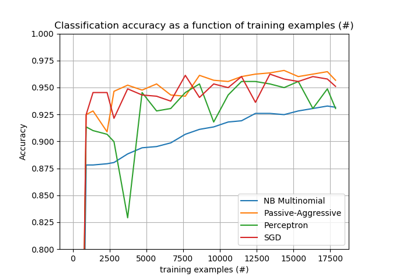 Classification accuracy as a function of training examples (#)
1.000
0.975
0.950
0.925
0.900
0.875
0.850
0.825
0.800
Accuracy
NB Multinomial
Passive-Aggressive
Perceptron
SGD
0 2500 5000 7500 10000 12500 15000 17500
training examples (#)